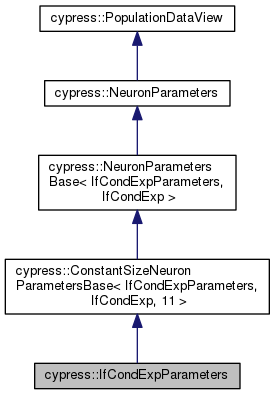 cypress::PopulationDataView
cypress::NeuronParameters
cypress::NeuronParameters
Base< IfCondExpParameters,
IfCondExp >
cypress::ConstantSizeNeuron
ParametersBase< IfCondExpParameters,
IfCondExp, 11 >
cypress::IfCondExpParameters